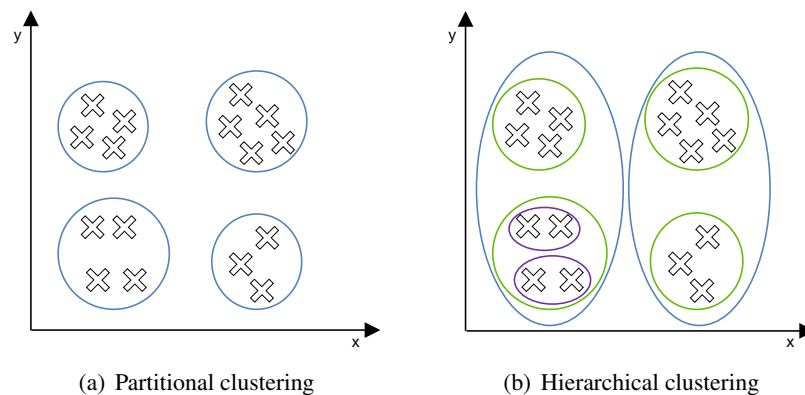 y
x
(a) Partitional clustering
y
x
(b) Hierarchical clustering